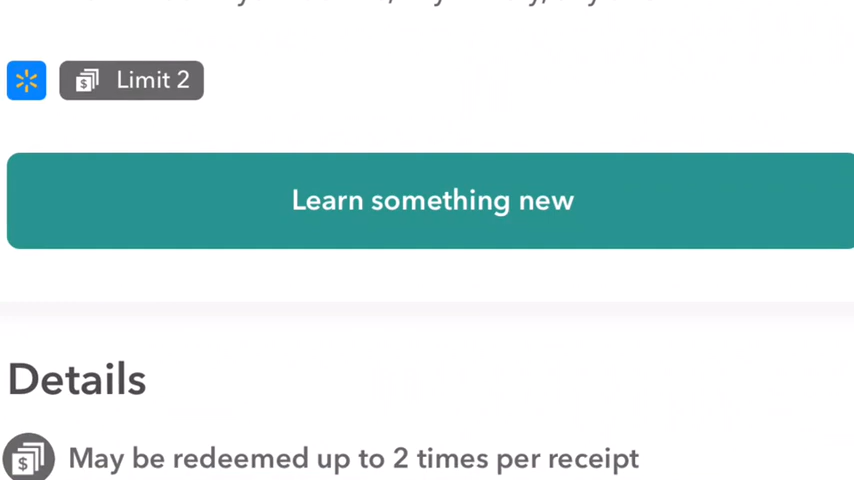 Limit 2
Learn something new
Details
May be redeemed up to 2 times per receipt